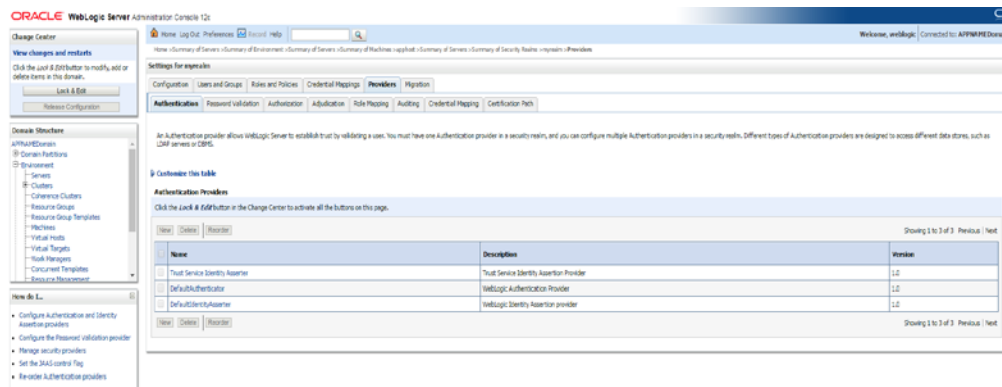 ORACLE WebLogic Server Administration Console 12c
Change Center
View changes and restarts
Click the Lock & Edit button to modify, add or
delete items in this domain.
Lock & Edit
Release Configuration
Domain Structure
APPNAMEDomain
Domain Partitions
Environment
Servers
Clusters
Coherence Clusters
Resource Groups
Resource Group Templates
Machines
Virtual Hosts
Virtual Targets
Work Managers
Concurrent Templates
Resource Management
How do I...
Configure Authentication and Identity
Assertion providers
Configure the Password Validation provider
Manage security providers
Set the JAAS control flag
Re-order Authentication providers
Home Log Out Preferences Record Help
Welcome, weblogic Connected to: APPNAMEDoma
Home >Summary of Servers >Summary of Environment >Summary of Servers >Summary of Machines >apphost >Summary of Servers >Summary of Security Realms >myrealm >Providers
Settings for myrealm
Configuration Users and Groups Roles and Policies Credential Mappings Providers Migration
Authentication Password Validation Authorization Adjudication Role Mapping Auditing Credential Mapping Certification Path
An Authentication provider allows WebLogic Server to establish trust by validating a user. You must have one Authentication provider in a security realm, and you can configure multiple Authentication providers in a security realm. Different types of Authentication providers are designed to access different data stores, such as
LDAP servers or DBMS.
Customize this table
Authentication Providers
Click the Lock & Edit button in the Change Center to activate all the buttons on this page.
New Delete Reorder Showing 1 to 3 of 3 Previous | Next
Name Description Version
Trust Service Identity Asserter Trust Service Identity Assertion Provider 1.0
DefaultAuthenticator WebLogic Authentication Provider 1.0
DefaultIdentityAsserter WebLogic Identity Assertion provider 1.0
New Delete Reorder Showing 1 to 3 of 3 Previous | Next